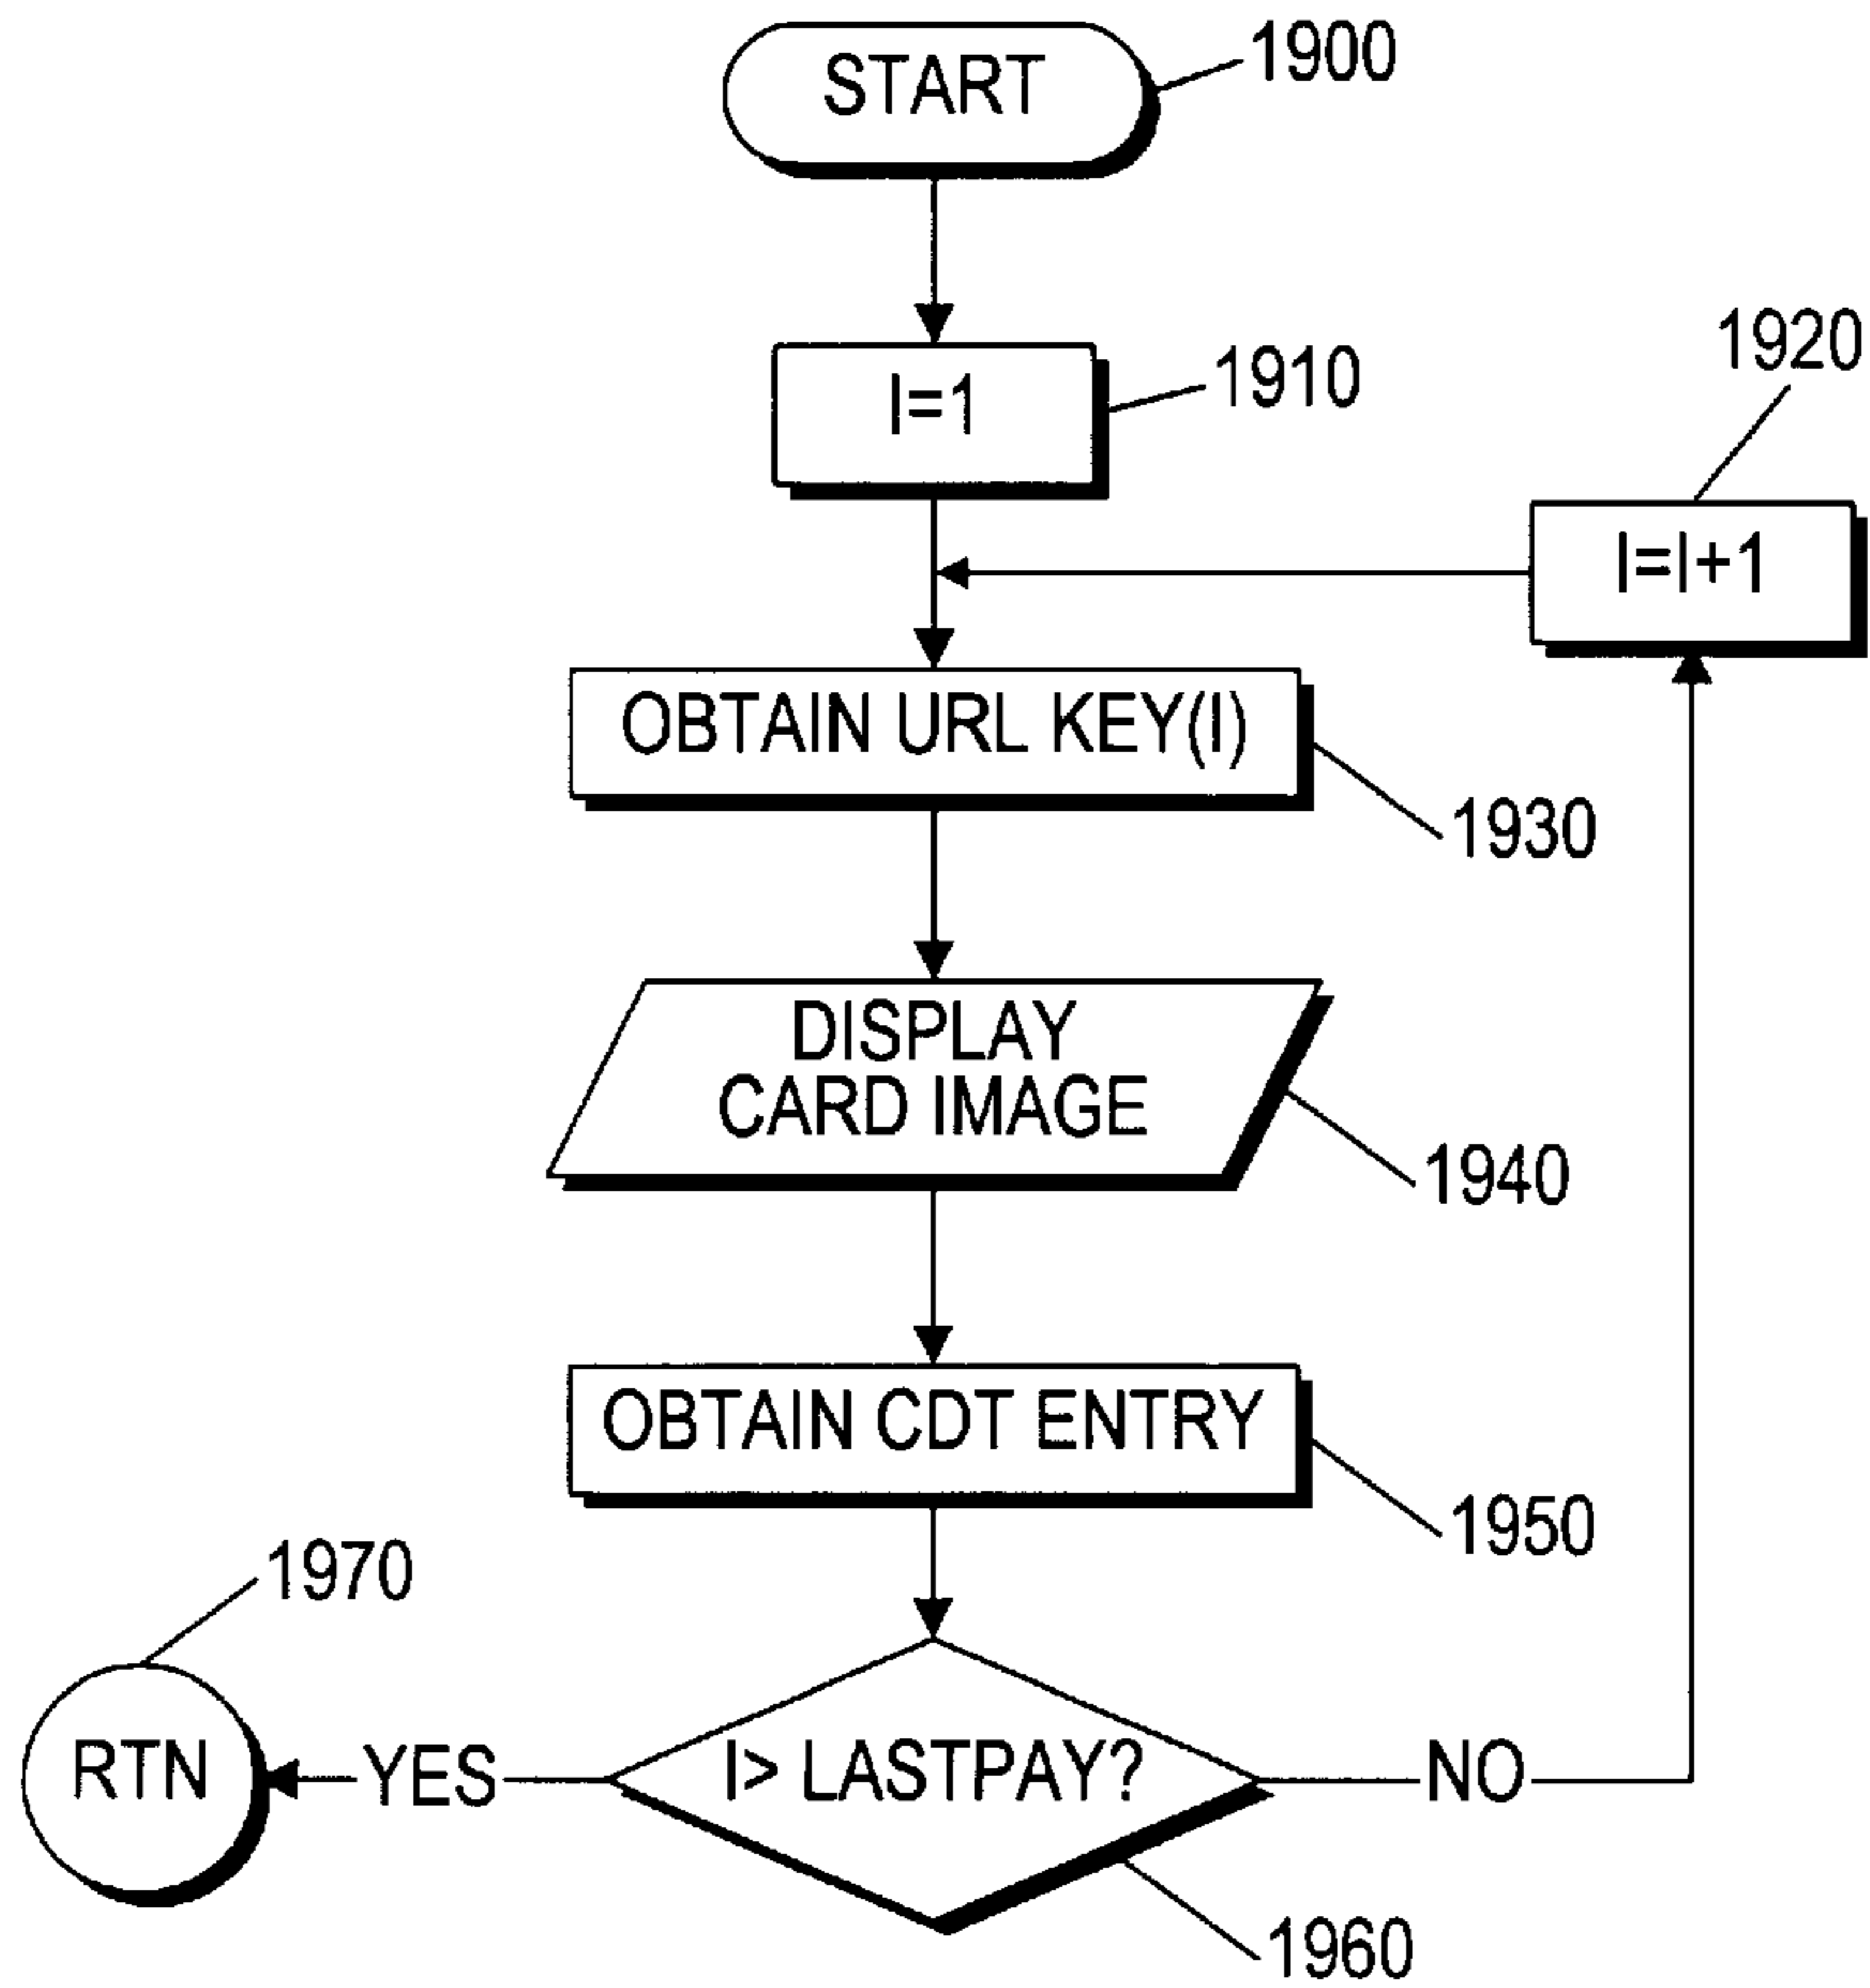 START
1900
I=1
1910
1920
I=I+1
OBTAIN URL KEY(I)
1930
DISPLAY
CARD IMAGE
1940
OBTAIN CDT ENTRY
1950
1970
RTN
YES
I> LASTPAY?
NO
1960